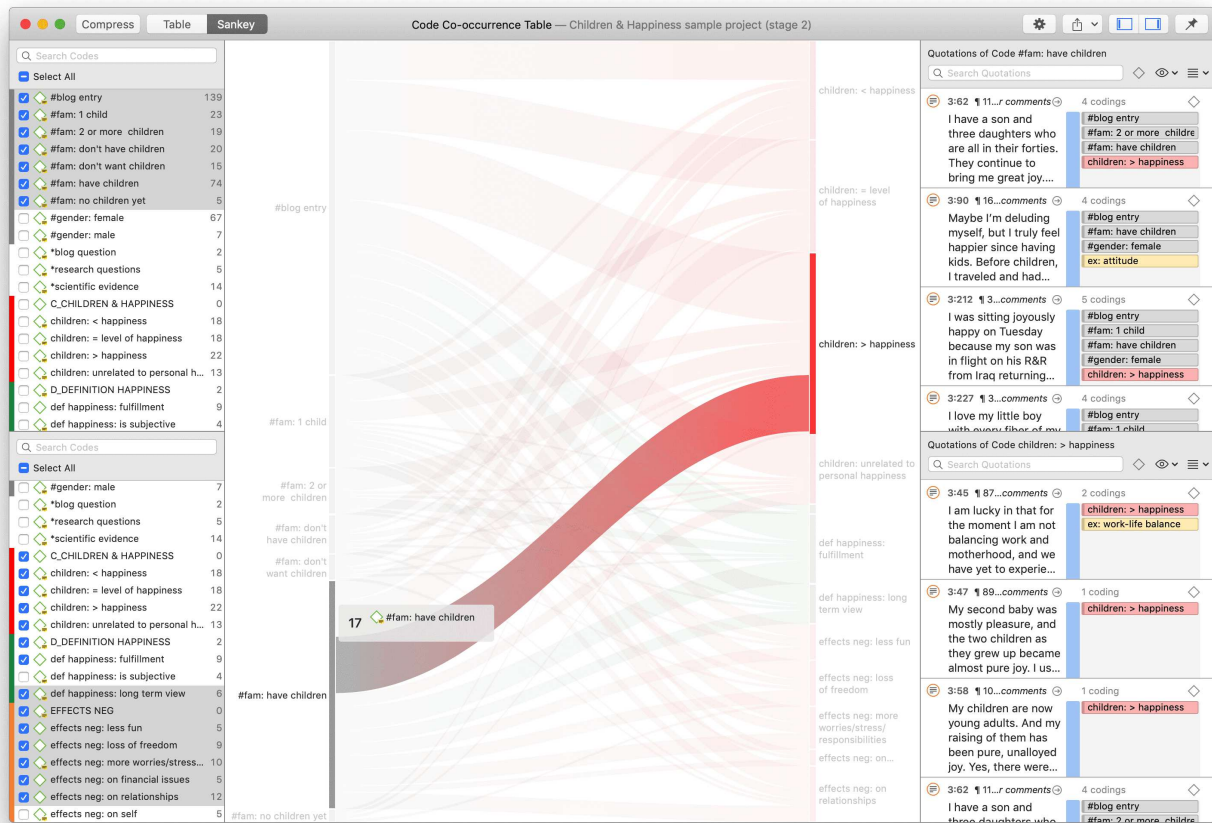 Compress Table Sankey Code Co-occurrence Table — Children & Happiness sample project (stage 2)
Search Codes
Select All
#blog entry 139
#fam: 1 child 23
#fam: 2 or more children 19
#fam: don't have children 20
#fam: don't want children 15
#fam: have children 74
#fam: no children yet 5
#gender: female 67
#gender: male 7
*blog question 2
*research questions 5
*scientific evidence 14
C_CHILDREN & HAPPINESS 0
children: < happiness 18
children: = level of happiness 18
children: > happiness 22
children: unrelated to personal h... 13
D_DEFINITION HAPPINESS 2
def happiness: fulfillment 9
def happiness: is subjective 4
Search Codes
Select All
#gender: male 7
*blog question 2
*research questions 5
*scientific evidence 14
C_CHILDREN & HAPPINESS 0
children: < happiness 18
children: = level of happiness 18
children: > happiness 22
children: unrelated to personal h... 13
D_DEFINITION HAPPINESS 2
def happiness: fulfillment 9
def happiness: is subjective 4
def happiness: long term view 6
EFFECTS NEG 0
effects neg: less fun 5
effects neg: loss of freedom 9
effects neg: more worries/stress... 10
effects neg: on financial issues 5
effects neg: on relationships 12
effects neg: on self 5
#blog entry
#fam: 1 child
#fam: 2 or
more children
#fam: don't
have children
#fam: don't
want children
#fam: have children
#fam: no children yet
17 #fam: have children
children: < happiness
children: = level
of happiness
children: > happiness
children: unrelated to
personal happiness
def happiness:
fulfillment
def happiness: long
term view
effects neg: less fun
effects neg: loss
of freedom
effects neg: more
worries/stress/
responsibilities
effects neg: on...
effects neg: on
relationships
Quotations of Code #fam: have children
Search Quotations
3:62 ¶ 11...r comments 4 codings
I have a son and
three daughters who
are all in their forties.
They continue to
bring me great joy....
#blog entry
#fam: 2 or more childre
#fam: have children
children: > happiness
3:90 ¶ 16...comments 4 codings
Maybe I'm deluding
myself, but I truly feel
happier since having
kids. Before children,
I traveled and had...
#blog entry
#fam: have children
#gender: female
ex: attitude
3:212 ¶ 3...comments 5 codings
I was sitting joyously
happy on Tuesday
because my son was
in flight on his R&R
from Iraq returning...
#blog entry
#fam: 1 child
#fam: have children
#gender: female
children: > happiness
3:227 ¶ 3...comments 4 codings
I love my little boy
with every fiber of my
#blog entry
#fam: 1 child
Quotations of Code children: > happiness
Search Quotations
3:45 ¶ 87...comments 2 codings
I am lucky in that for
the moment I am not
balancing work and
motherhood, and we
have yet to experie...
children: > happiness
ex: work-life balance
3:47 ¶ 89...comments 1 coding
My second baby was
mostly pleasure, and
the two children as
they grew up became
almost pure joy. I us...
children: > happiness
3:58 ¶ 10...comments 1 coding
My children are now
young adults. And my
raising of them has
been pure, unalloyed
joy. Yes, there were...
children: > happiness
3:62 ¶ 11...r comments 4 codings
I have a son and
three daughters who
#blog entry
#fam: 2 or more childre